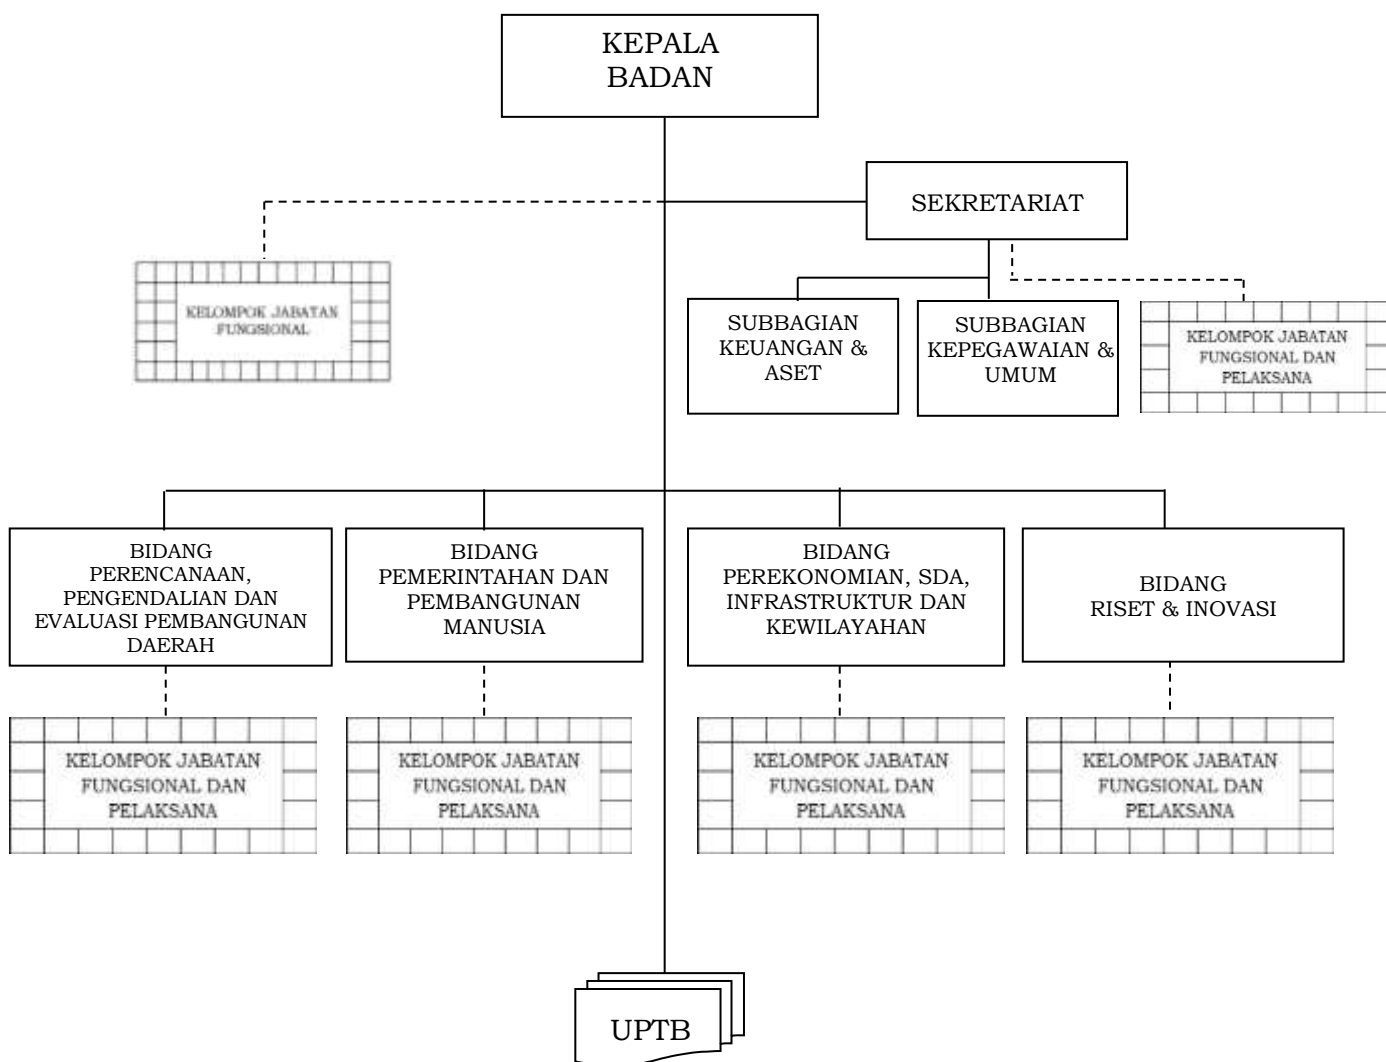 KEPALA
BADAN
SEKRETARIAT
KELOMPOK JABATAN
FUNGSIONAL
SUBBAGIAN
KEUANGAN &
ASET
SUBBAGIAN
KEPEGAWAIAN &
UMUM
KELOMPOK JABATAN
FUNGSIONAL DAN
PELAKSANA
BIDANG
PERENCANAAN,
PENGENDALIAN DAN
EVALUASI PEMBANGUNAN
DAERAH
BIDANG
PEMERINTAHAN DAN
PEMBANGUNAN
MANUSIA
BIDANG
PEREKONOMIAN, SDA,
INFRASTRUKTUR DAN
KEWILAYAHAN
BIDANG
RISET & INOVASI
KELOMPOK JABATAN
FUNGSIONAL DAN
PELAKSANA
KELOMPOK JABATAN
FUNGSIONAL DAN
PELAKSANA
KELOMPOK JABATAN
FUNGSIONAL DAN
PELAKSANA
KELOMPOK JABATAN
FUNGSIONAL DAN
PELAKSANA
UPTB